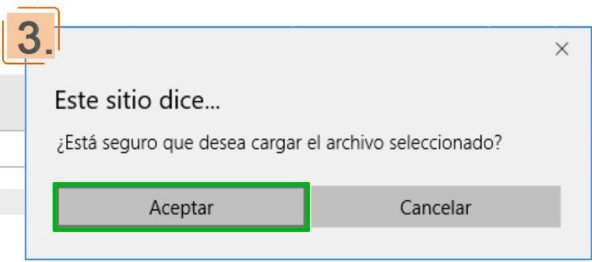 3.
Este sitio dice...
¿Está seguro que desea cargar el archivo seleccionado?
Aceptar
Cancelar